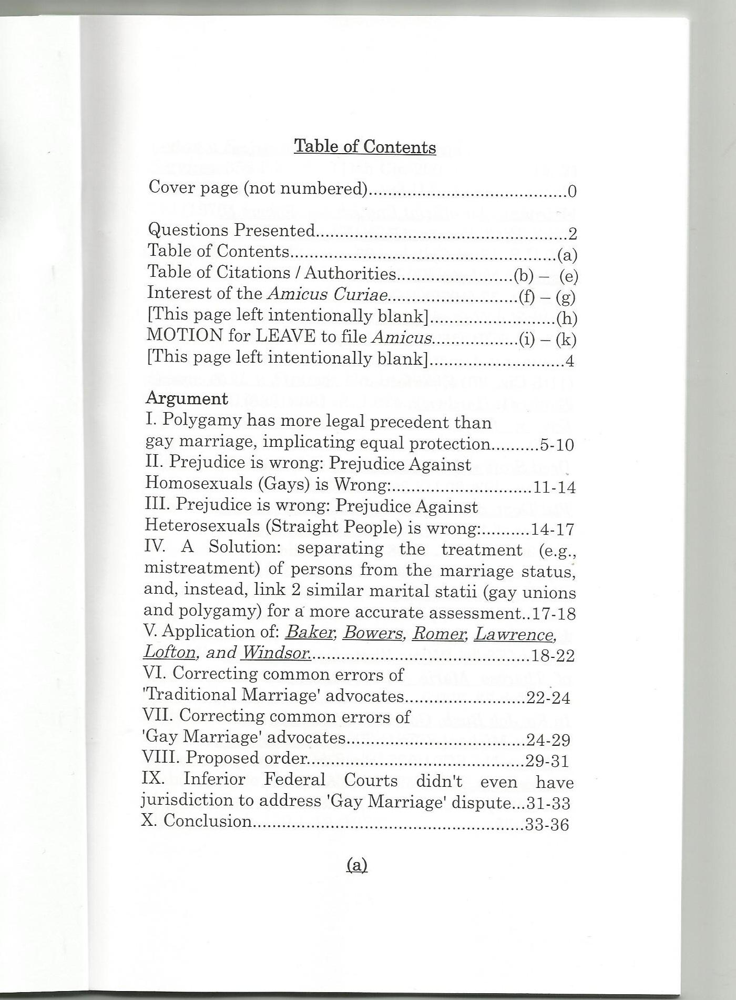 Table of Contents
Cover page (not numbered).........................................0
Questions Presented....................................................2
Table of Contents.......................................................(a)
Table of Citations / Authorities........................(b) – (e)
Interest of the Amicus Curiae...........................(f) – (g)
[This page left intentionally blank]..........................(h)
MOTION for LEAVE to file Amicus..................(i) – (k)
[This page left intentionally blank]............................4
Argument
I. Polygamy has more legal precedent than
gay marriage, implicating equal protection..........5-10
II. Prejudice is wrong: Prejudice Against
Homosexuals (Gays) is Wrong:.............................11-14
III. Prejudice is wrong: Prejudice Against
Heterosexuals (Straight People) is wrong:..........14-17
IV. A Solution: separating the treatment (e.g.,
mistreatment) of persons from the marriage status,
and, instead, link 2 similar marital statii (gay unions
and polygamy) for a more accurate assessment..17-18
V. Application of: Baker, Bowers, Romer, Lawrence,
Lofton, and Windsor.............................................18-22
VI. Correcting common errors of
'Traditional Marriage' advocates.........................22-24
VII. Correcting common errors of
'Gay Marriage' advocates.....................................24-29
VIII. Proposed order.............................................29-31
IX. Inferior Federal Courts didn't even have
jurisdiction to address 'Gay Marriage' dispute...31-33
X. Conclusion........................................................33-36
(a)